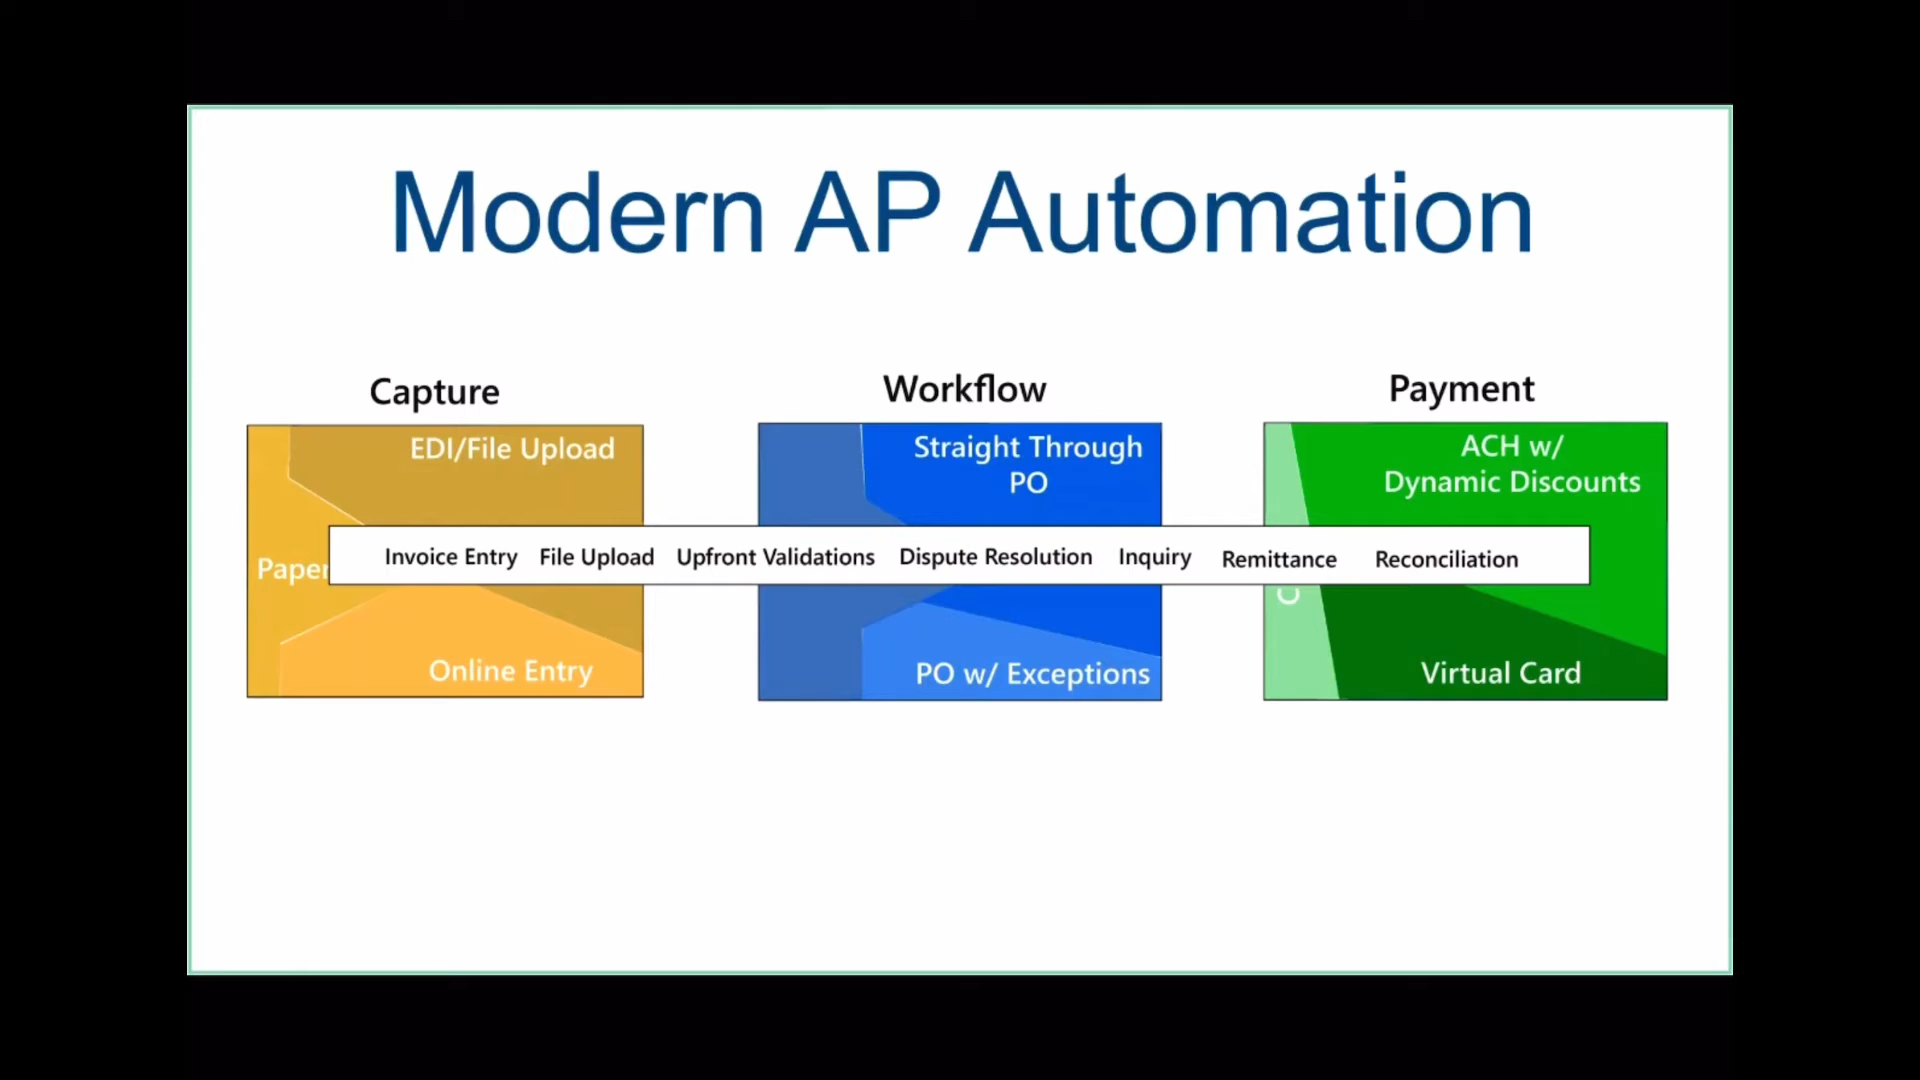 Modern AP Automation
Capture
Workflow
Payment
EDI/File Upload
Straight Through
PO
ACH w/
Dynamic Discounts
Paper
Invoice Entry File Upload Upfront Validations Dispute Resolution Inquiry Remittance Reconciliation
Online Entry
PO w/ Exceptions
Virtual Card